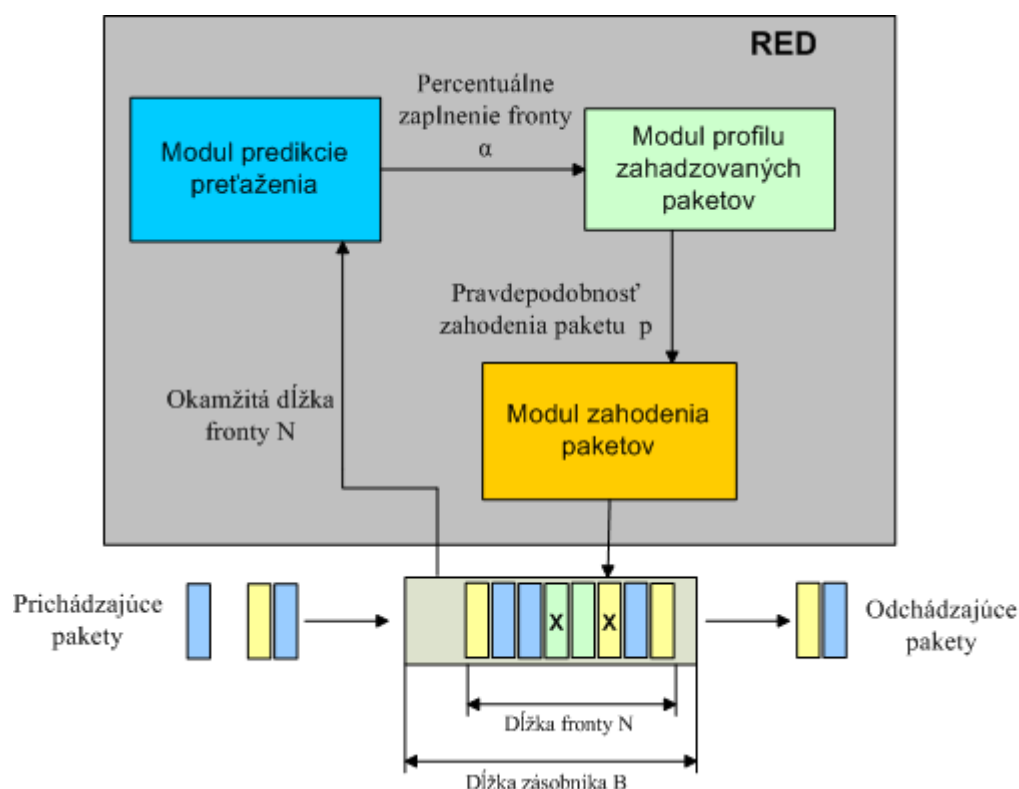 RED
Percentuálne
zaplnenie fronty
α
Modul predikcie
preťaženia
Modul profilu
zahadzovaných
paketov
Pravdepodobnosť
zahodenia paketu p
Okamžitá dĺžka
fronty N
Modul zahodenia
paketov
Prichádzajúce
pakety
X
X
Odchádzajúce
pakety
Dĺžka fronty N
Dĺžka zásobnika B